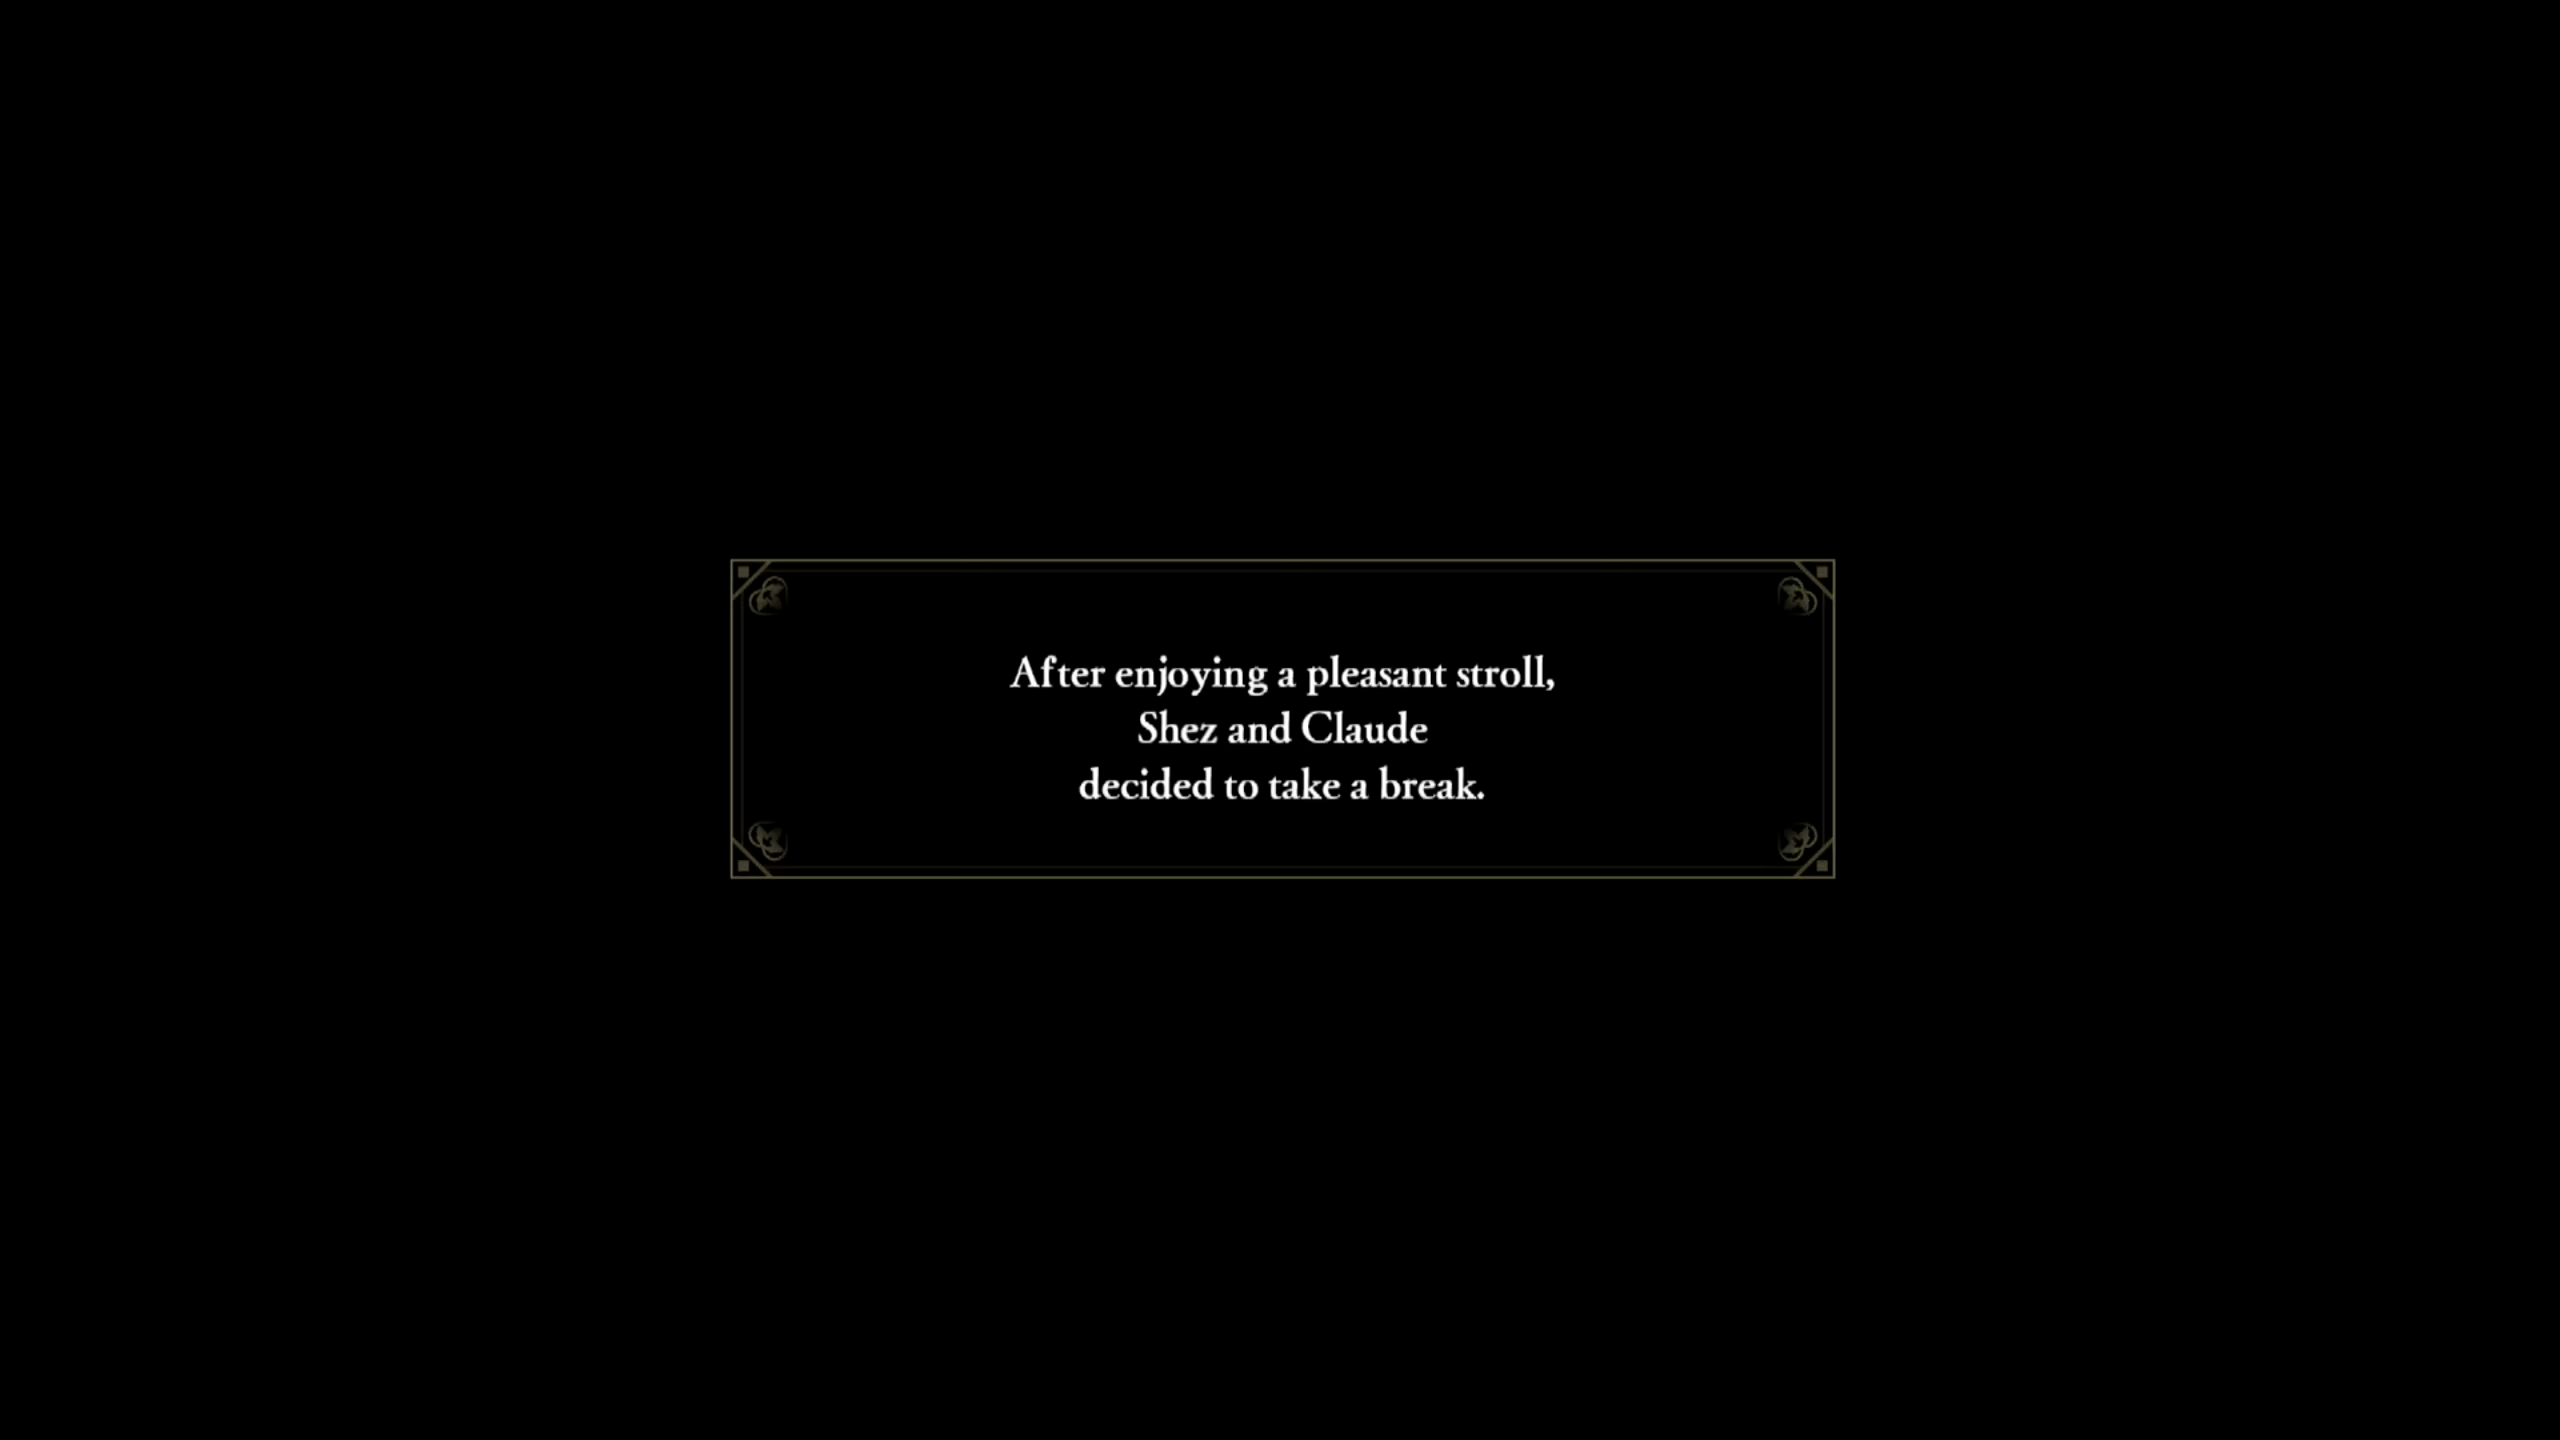 After enjoying a pleasant stroll,
Shez and Claude
decided to take a break.